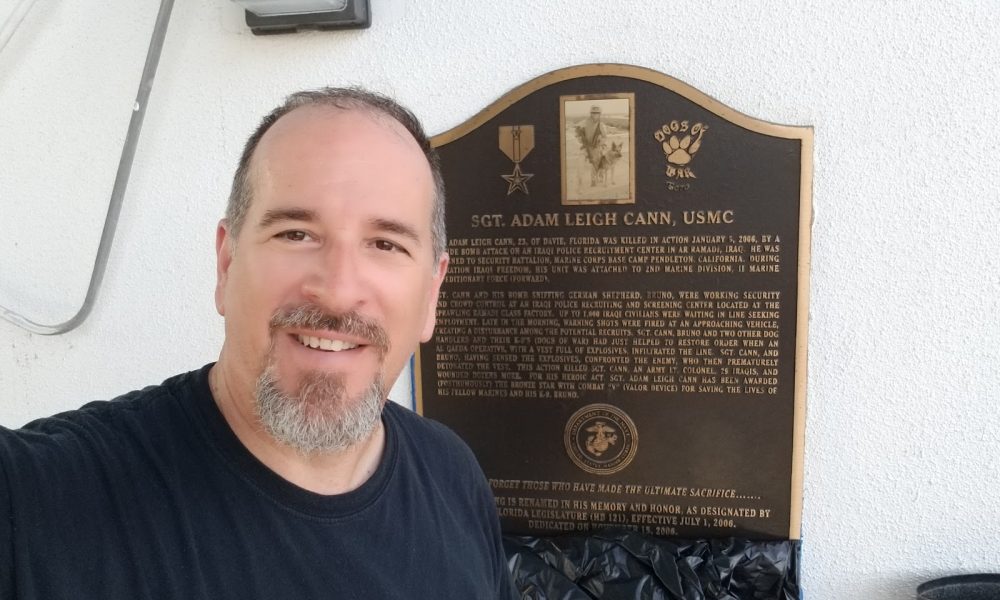 DOGS OF
WAR
SGT. ADAM LEIGH CANN, USMC
ADAM LEIGH CANN, 23, OF DAVIE, FLORIDA WAS KILLED IN ACTION JANUARY 5, 2006, BY A
BOMB ATTACK ON AN IRAQI POLICE RECRUITMENT CENTER IN AR RAMADI, IRAQ. HE WAS
TO SECURITY BATTALION, MARINE CORPS BASE CAMP PENDLETON, CALIFORNIA. DURING
IRAQI FREEDOM, HIS UNIT WAS ATTACHED TO 2ND MARINE DIVISION, II MARINE
FORCE (FORWARD).
CANN AND HIS BOMB SNIFFING GERMAN SHEPHERD, BRUNO, WERE WORKING SECURITY
AND CROWD CONTROL AT AN IRAQI POLICE RECRUITING AND SCREENING CENTER LOCATED AT THE
SPRAWLING RAMADI GLASS FACTORY. UP TO 1,000 IRAQI CIVILIANS WERE WAITING IN LINE SEEKING
EMPLOYMENT. LATE IN THE MORNING, WARNING SHOTS WERE FIRED AT AN APPROACHING VEHICLE,
CREATING A DISTURBANCE AMONG THE POTENTIAL RECRUITS. SGT. CANN, BRUNO AND TWO OTHER DOG
HANDLERS AND THEIR K-9'S (DOGS OF WAR) HAD JUST HELPED TO RESTORE ORDER WHEN AN
AL QAEDA OPERATIVE, WITH A VEST FULL OF EXPLOSIVES, INFILTRATED THE LINE. SGT. CANN, AND
BRUNO, HAVING SENSED THE EXPLOSIVES, CONFRONTED THE ENEMY, WHO THEN PREMATURELY
DETONATED THE VEST. THIS ACTION KILLED SGT. CANN, AN ARMY LT. COLONEL, IRAQIS, AND
WOUNDED DOZENS MORE. FOR HIS HEROIC ACT, SGT. ADAM LEIGH CANN HAS BEEN AWARDED
(POSTHUMOUSLY) THE BRONZE STAR WITH COMBAT "V" (VALOR DEVICE) FOR SAVING THE LIVES OF
HIS FELLOW MARINES AND HIS K-9, BRUNO.
FORGET THOSE WHO HAVE MADE THE ULTIMATE SACRIFICE.......
IS RENAMED IN HIS MEMORY AND HONOR, AS DESIGNATED BY
FLORIDA LEGISLATURE (HB 121), EFFECTIVE JULY 1, 2006.
DEDICATED ON NOVEMBER 2006.